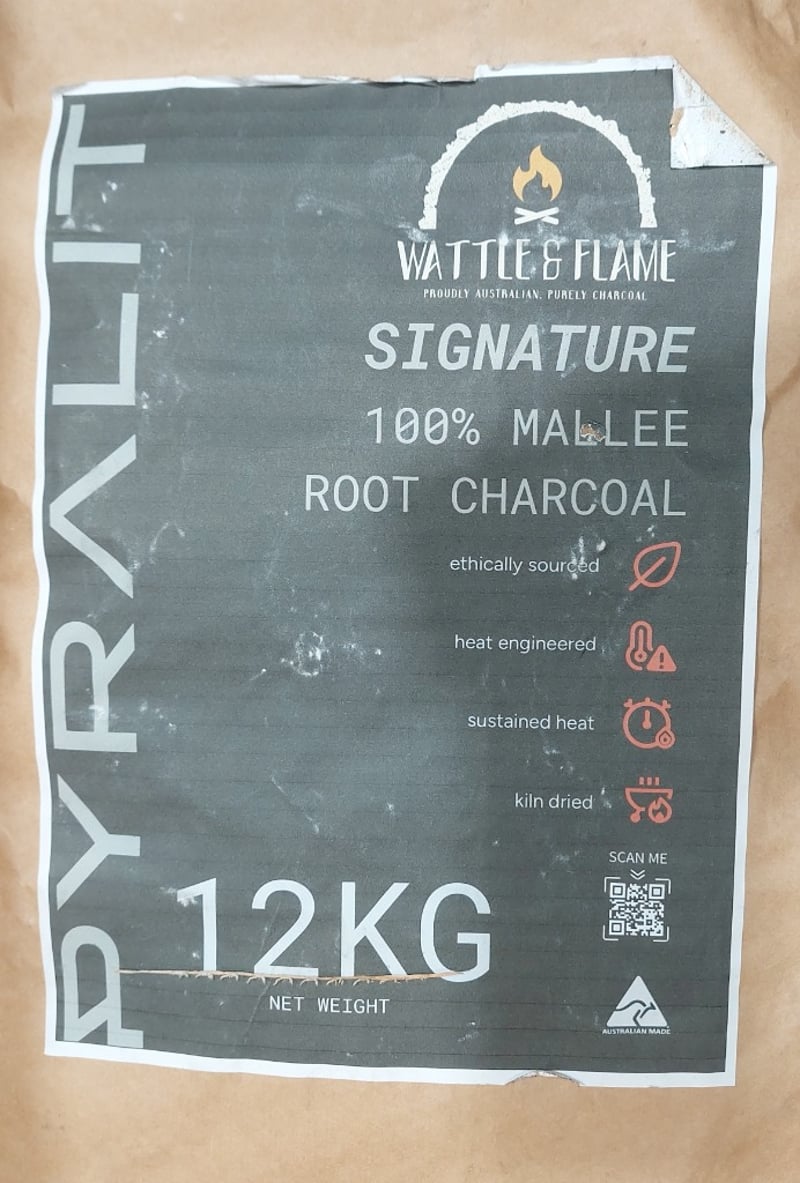 PYRALIT
WATTLE & FLAME
PROUDLY AUSTRALIAN. PURELY CHARCOAL
SIGNATURE
100% MALLEE
ROOT CHARCOAL
ethically sourced
heat engineered
sustained heat
kiln dried
SCAN ME
12KG
NET WEIGHT
AUSTRALIAN MADE